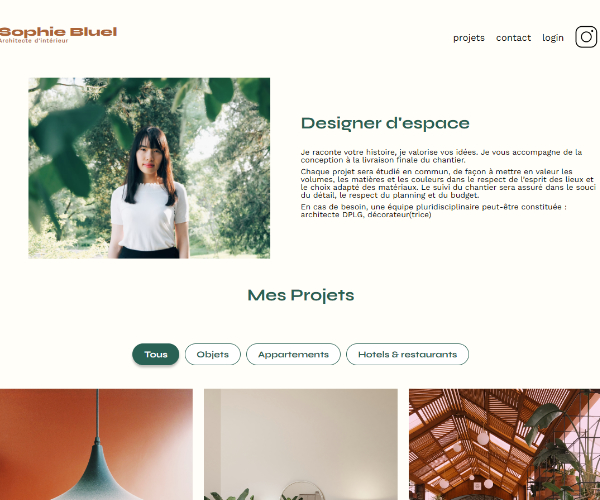 Sophie Bluel
Architecte d'intérieur
projets contact login
Designer d'espace
Je raconte votre histoire, je valorise vos idées. Je vous accompagne de la
conception à la livraison finale du chantier.
Chaque projet sera étudié en commun, de façon à mettre en valeur les
volumes, les matières et les couleurs dans le respect de l'esprit des lieux et
le choix adapté des matériaux. Le suivi du chantier sera assuré dans le souci
du détail, le respect du planning et du budget.
En cas de besoin, une équipe pluridisciplinaire peut-être constituée :
architecte DPLG, décorateur(trice)
Mes Projets
Tous Objets Appartements Hotels & restaurants